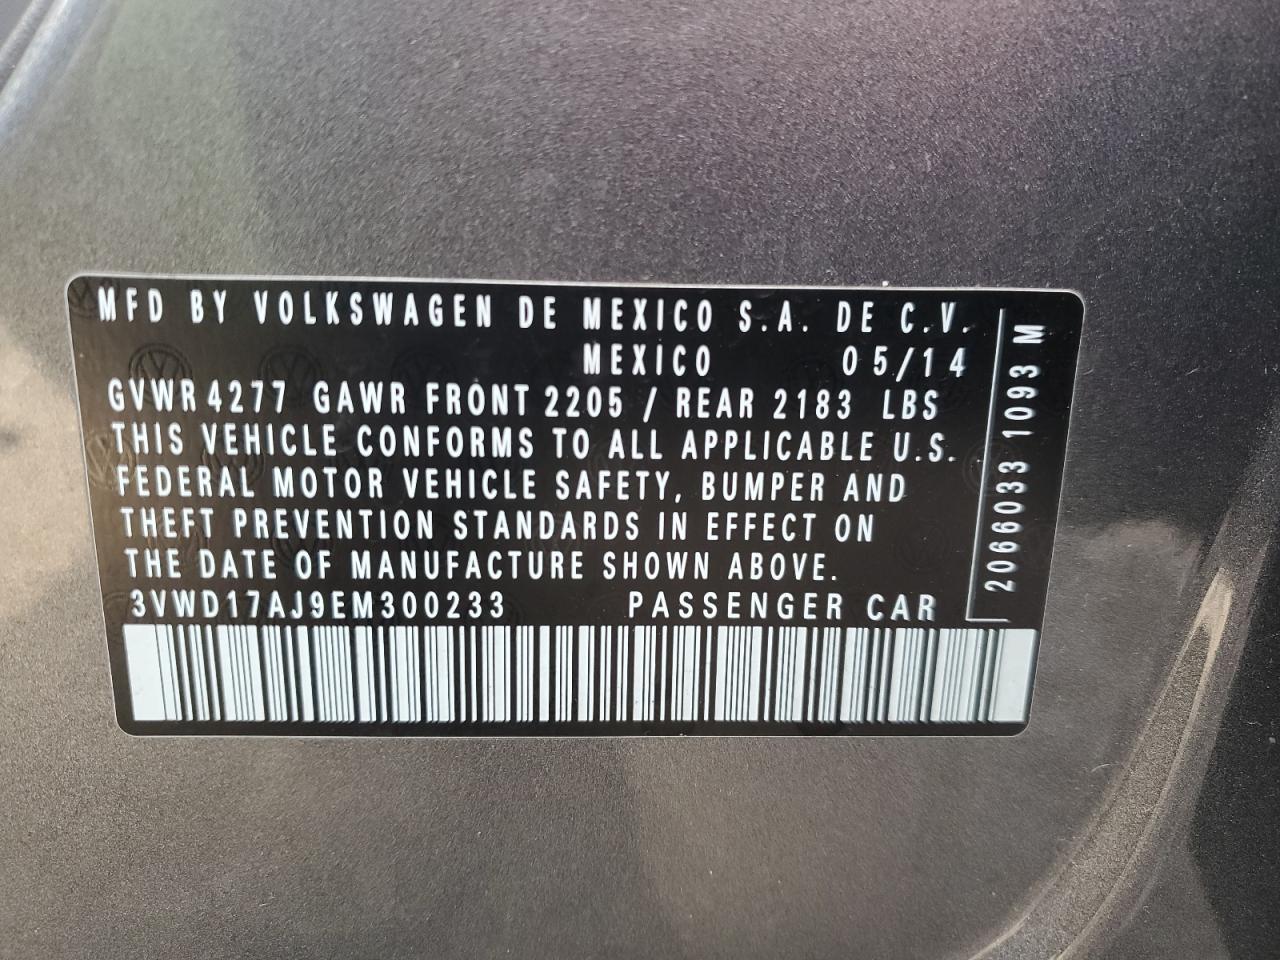 MFD BY VOLKSWAGEN DE MEXICO S.A. DE C.V.
MEXICO 05/14
GVWR 4277 GAWR FRONT 2205 / REAR 2183 LBS
THIS VEHICLE CONFORMS TO ALL APPLICABLE U.S.
FEDERAL MOTOR VEHICLE SAFETY, BUMPER AND
THEFT PREVENTION STANDARDS IN EFFECT ON
THE DATE OF MANUFACTURE SHOWN ABOVE.
3VWD17AJ9EM300233 PASSENGER CAR
2066033 1093 M